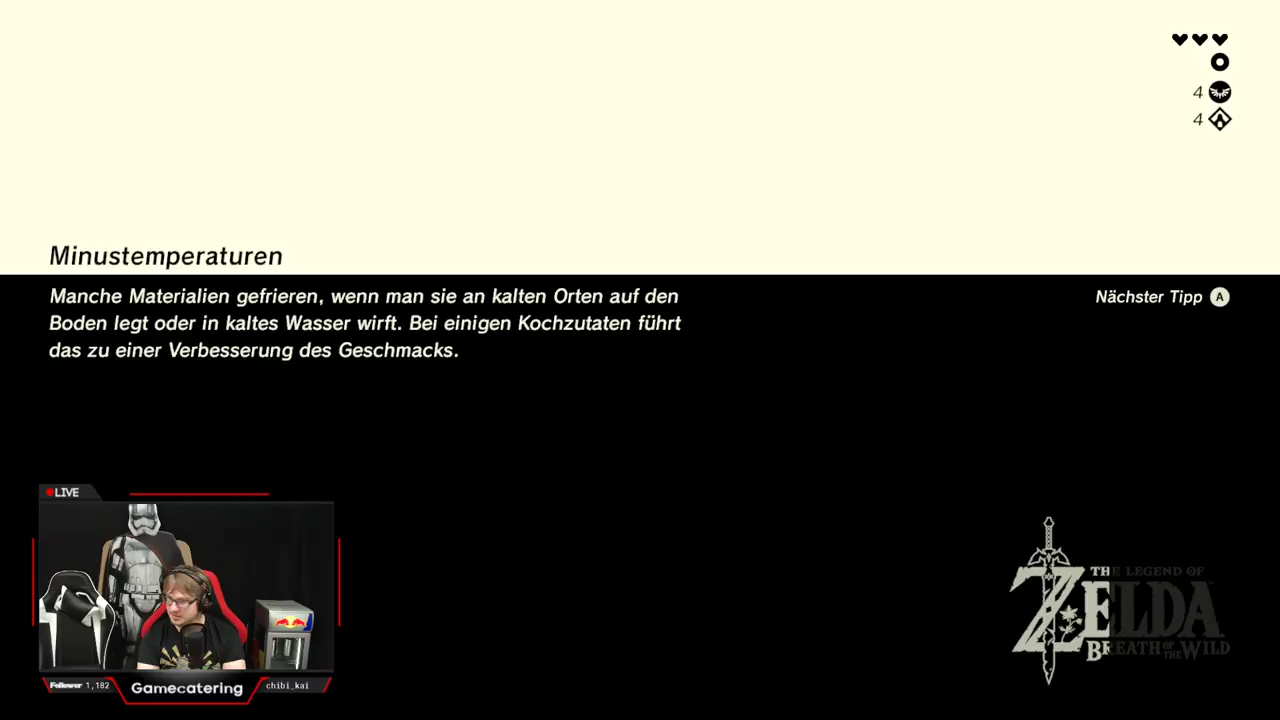 4
4
Minustemperaturen
Manche Materialien gefrieren, wenn man sie an kalten Orten auf den
Boden legt oder in kaltes Wasser wirft. Bei einigen Kochzutaten führt
das zu einer Verbesserung des Geschmacks.
Nächster Tipp A
LIVE
THE LEGEND OF
ZELDA
BREATH OF THE WILD
Follower 1,182
Gamecatering
chibi_kai